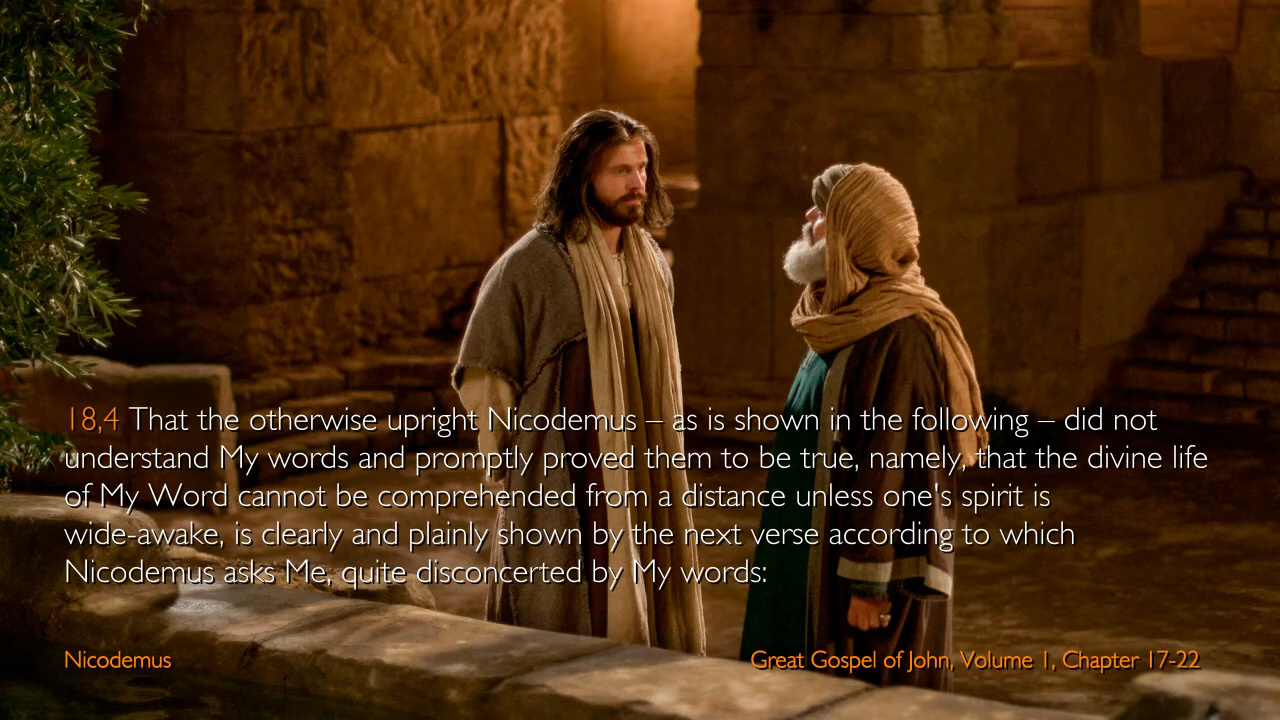 18,4 That the otherwise upright Nicodemus – as is shown in the following – did not
understand My words and promptly proved them to be true, namely, that the divine life
of My Word cannot be comprehended from a distance unless one's spirit is
wide-awake, is clearly and plainly shown by the next verse according to which
Nicodemus asks Me, quite disconcerted by My words:
Nicodemus
Great Gospel of John, Volume 1, Chapter 17-22